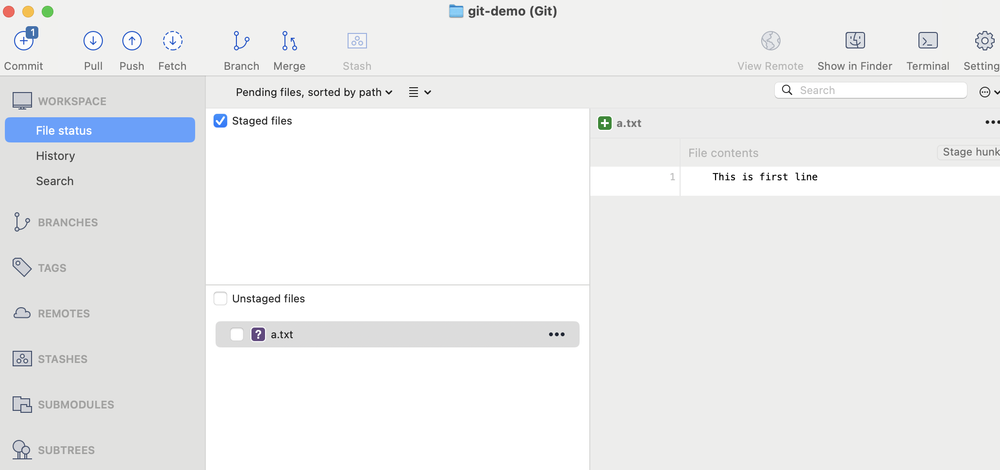 git-demo (Git)
1
Commit
Pull
Push
Fetch
Branch
Merge
Stash
View Remote
Show in Finder
Terminal
Setting
WORKSPACE
File status
History
Search
BRANCHES
TAGS
REMOTES
STASHES
SUBMODULES
SUBTREES
Pending files, sorted by path
Search
Staged files
Unstaged files
? a.txt
a.txt
File contents
Stage hunk
1 This is first line